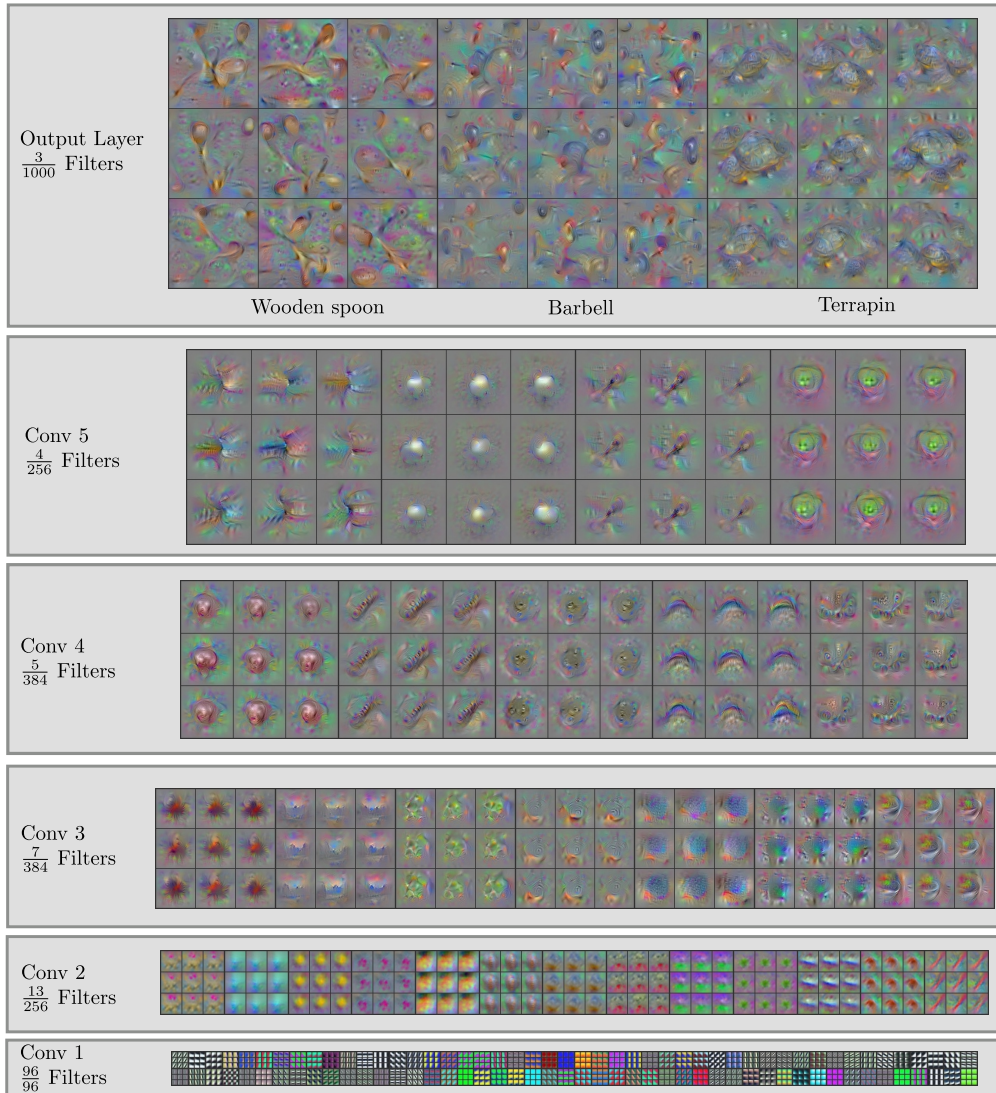 Output Layer
3/1000 Filters
Wooden spoon Barbell Terrapin
Conv 5
4/256 Filters
Conv 4
5/384 Filters
Conv 3
7/384 Filters
Conv 2
13/256 Filters
Conv 1
96/96 Filters